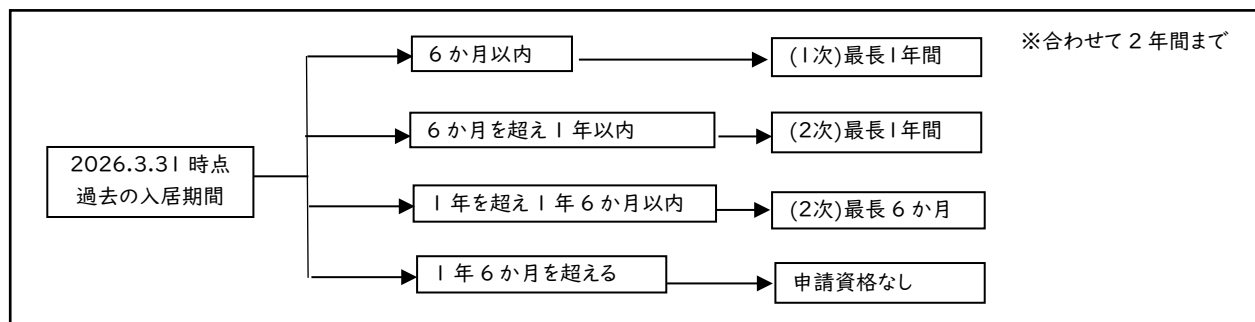 6か月以内
(1次)最長1年間
※合わせて2年間まで
6か月を超え1年以内
(2次)最長1年間
2026.3.31時点
過去の入居期間
1年を超え1年6か月以内
(2次)最長6か月
1年6か月を超える
申請資格なし